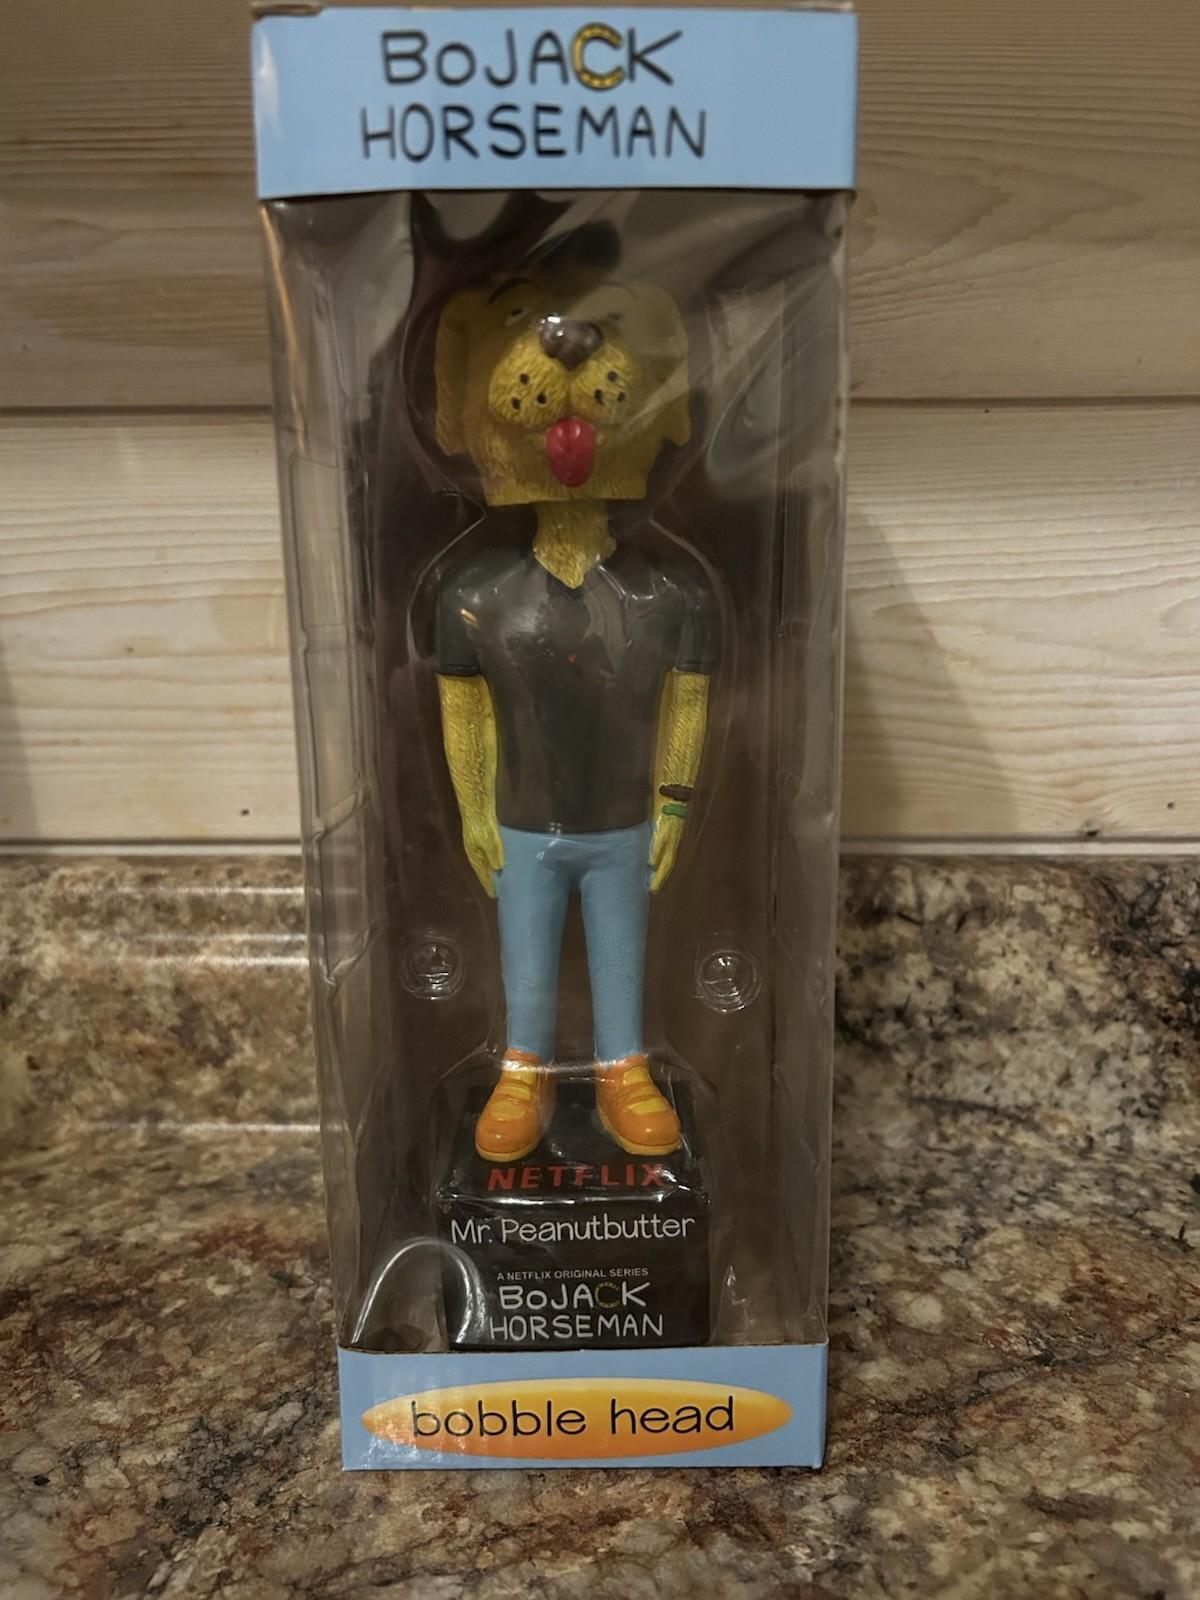 BoJACK
HORSEMAN
NETFLIX
Mr. Peanutbutter
A NETFLIX ORIGINAL SERIES
BoJACK
HORSEMAN
bobble head